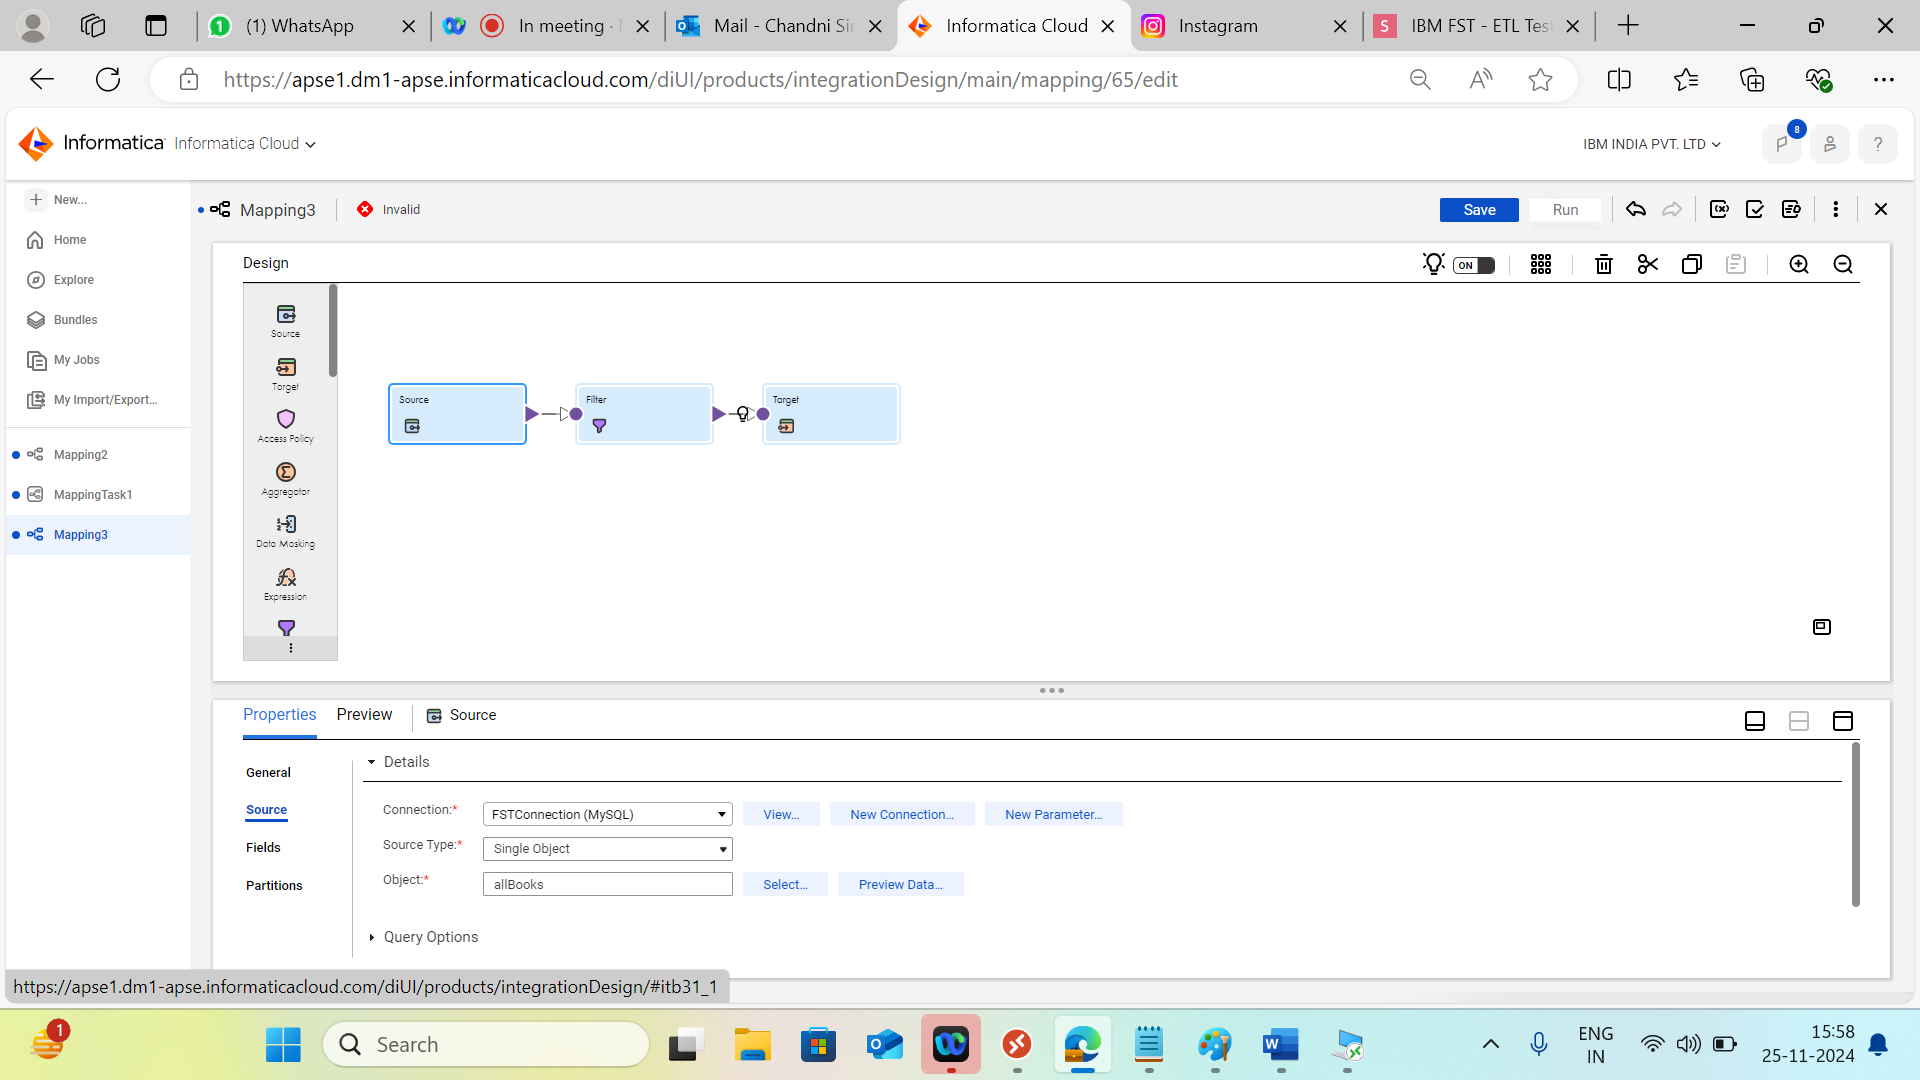 (1) WhatsApp
In meeting ·
Mail - Chandni Sir
Informatica Cloud
Instagram
S IBM FST - ETL Test
https://apse1.dm1-apse.informaticacloud.com/diUI/products/integrationDesign/main/mapping/65/edit
Informatica Informatica Cloud
IBM INDIA PVT. LTD
8
?
New...
Home
Explore
Bundles
My Jobs
My Import/Export...
Mapping2
MappingTask1
Mapping3
Mapping3
Invalid
Save
Run
Design
ON
Source
Target
Access Policy
Aggregator
Data Masking
Expression
Source
Filter
Target
Properties
Preview
Source
General
Source
Fields
Partitions
Details
Connection:*
FSTConnection (MySQL)
View...
New Connection...
New Parameter...
Source Type:*
Single Object
Object:*
allBooks
Select...
Preview Data...
Query Options
https://apse1.dm1-apse.informaticacloud.com/diUI/products/integrationDesign/#itb31_1
1
Search
ENG
IN
15:58
25-11-2024